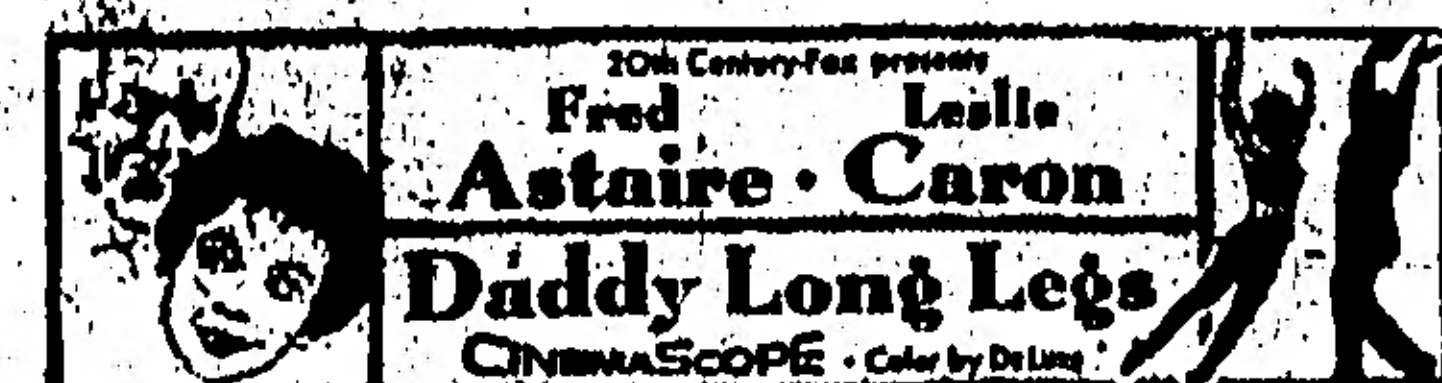 20th Century-Fox presents
Fred Leslie
Astaire · Caron
Daddy Long Legs
CINEMASCOPE · Color by De Luxe